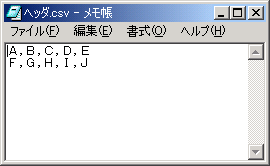 ヘッダ.csv - メモ帳
ファイル(F) 編集(E) 書式(O) ヘルプ(H)
A,B,C,D,E
F,G,H,I,J